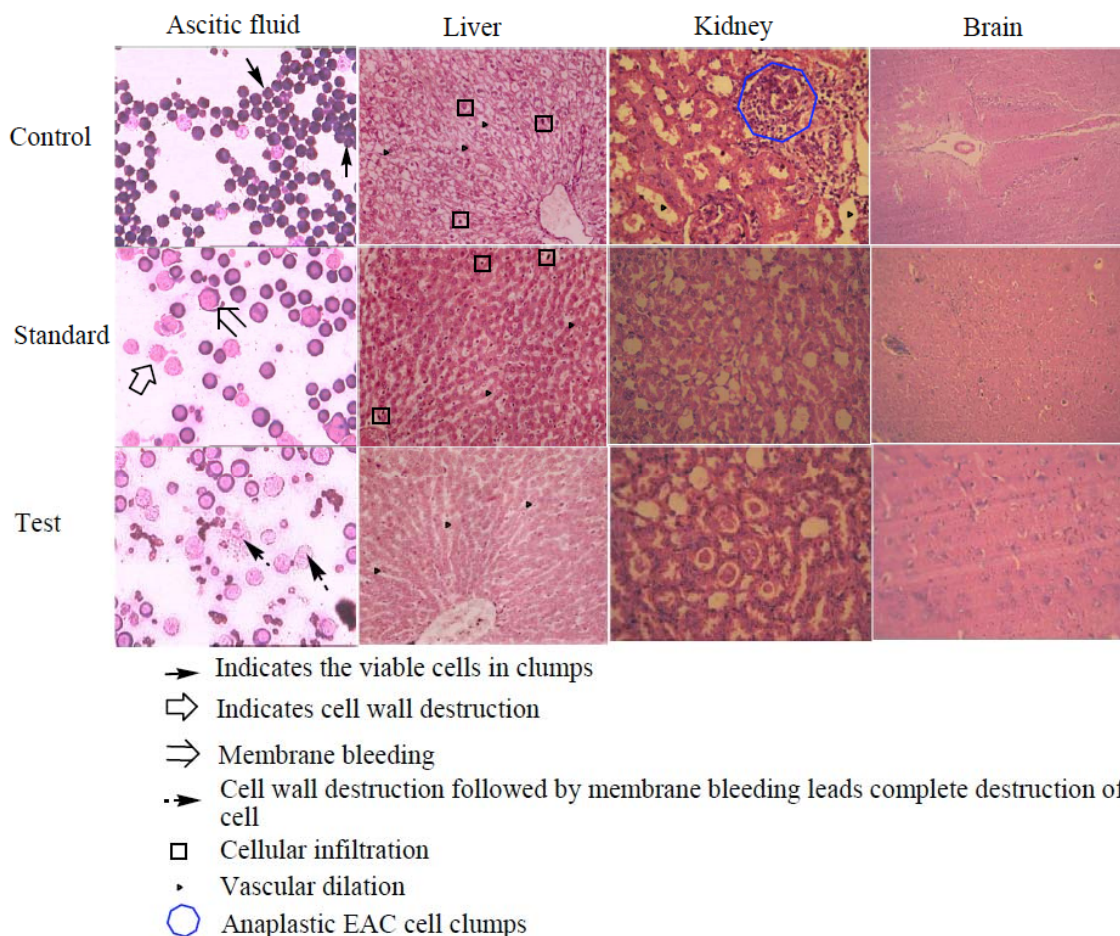 Ascitic fluid Liver Kidney Brain
Control
Standard
Test
Indicates the viable cells in clumps
Indicates cell wall destruction
Membrane bleeding
Cell wall destruction followed by membrane bleeding leads complete destruction of
cell
Cellular infiltration
Vascular dilation
Anaplastic EAC cell clumps